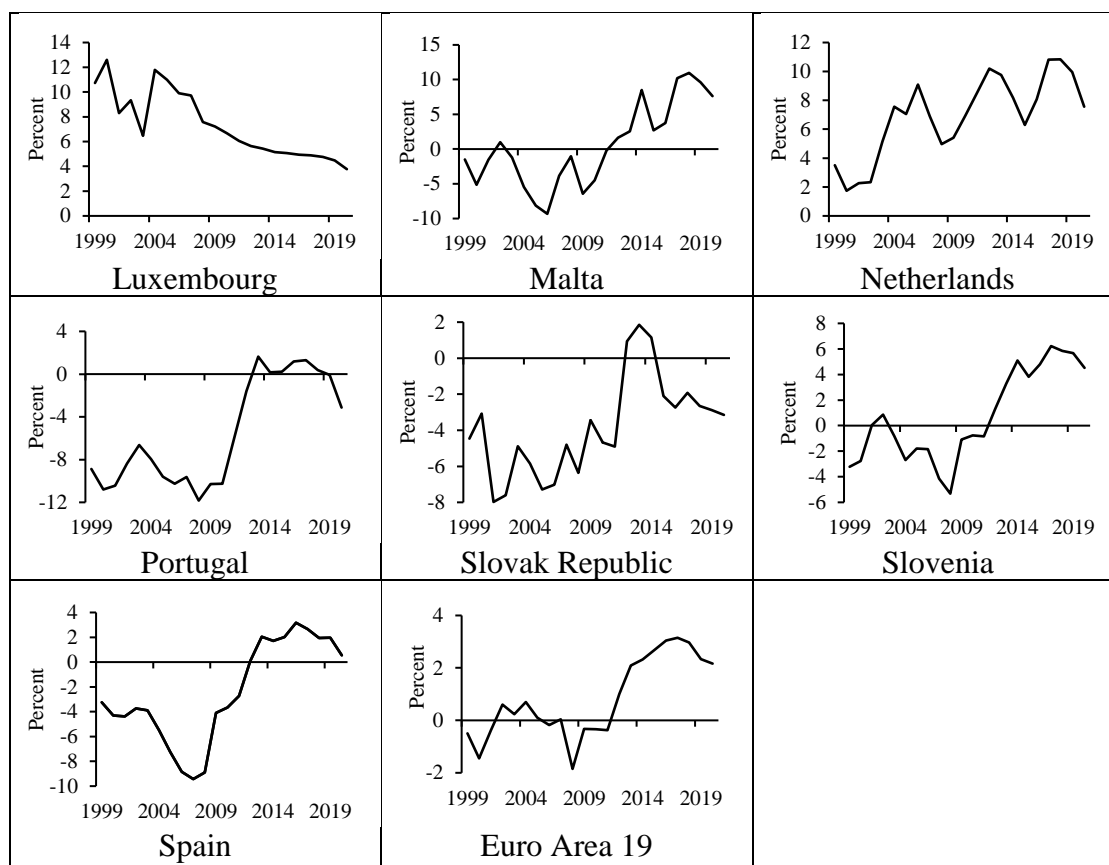 14
12
10
8
6
4
2
0
Percent
1999 2004 2009 2014 2019
Luxembourg
15
10
5
0
-5
-10
Percent
1999 2004 2009 2014 2019
Malta
12
10
8
6
4
2
0
Percent
1999 2004 2009 2014 2019
Netherlands
4
0
-4
-8
-12
Percent
1999 2004 2009 2014 2019
Portugal
2
0
-2
-4
-6
-8
Percent
1999 2004 2009 2014 2019
Slovak Republic
8
6
4
2
0
-2
-4
-6
Percent
1999 2004 2009 2014 2019
Slovenia
4
2
0
-2
-4
-6
-8
-10
Percent
1999 2004 2009 2014 2019
Spain
4
2
0
-2
Percent
1999 2004 2009 2014 2019
Euro Area 19